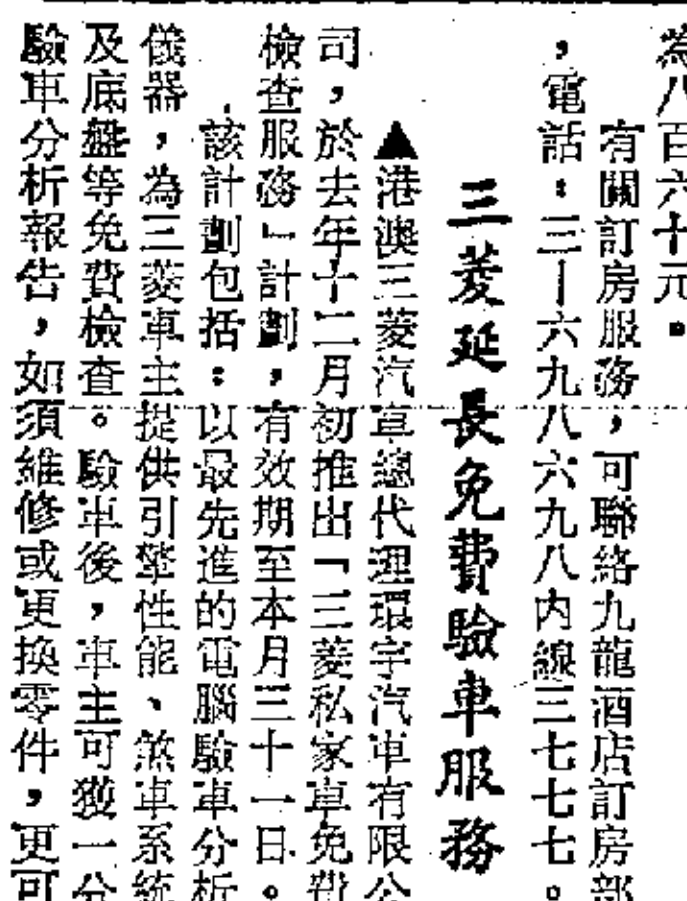 為八百六十元。
有關訂房服務，可聯絡九龍酒店訂房部
，電話：三—六九八六九八內線三七七七。
三菱延長免費驗車服務
▲港澳三菱汽車總代理環宇汽車有限公
司，於去年十二月初推出「三菱私家車免費
檢查服務」計劃，有效期至本月三十一日。
該計劃包括：以最先進的電腦驗車分析
儀器，為三菱車主提供引擎性能、煞車系統
及底盤等免費檢查。驗車後，車主可獲一分
驗車分析報告，如須維修或更換零件，更可